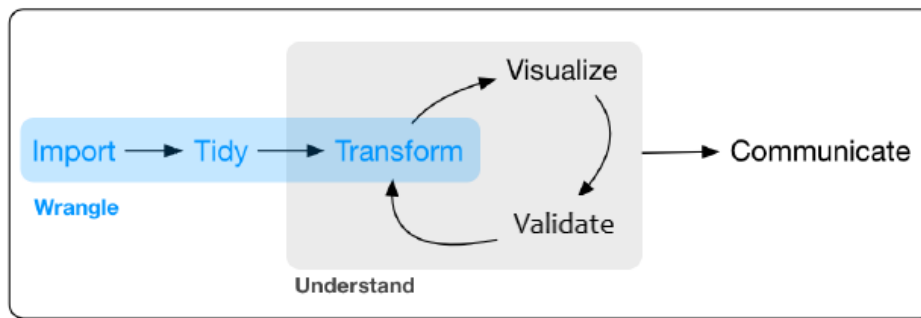 Visualize
Import
Tidy
Transform
Communicate
Wrangle
Validate
Understand